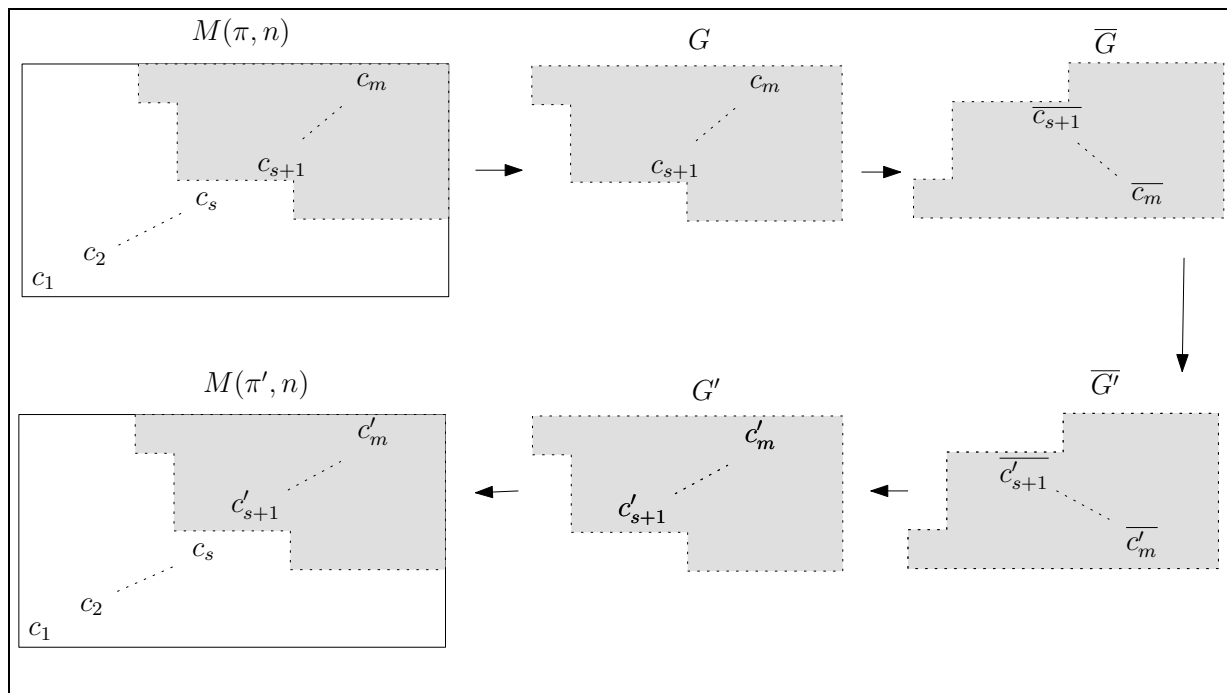 M(π, n)
G
G̅
c_m
c_{s+1}
c_s
c_2
c_1
c_m
c_{s+1}
\overline{c_{s+1}}
\overline{c_m}
M(π′, n)
G′
\overline{G′}
c′_m
c′_{s+1}
c_s
c_2
c_1
c′_m
c′_{s+1}
\overline{c′_{s+1}}
\overline{c′_m}